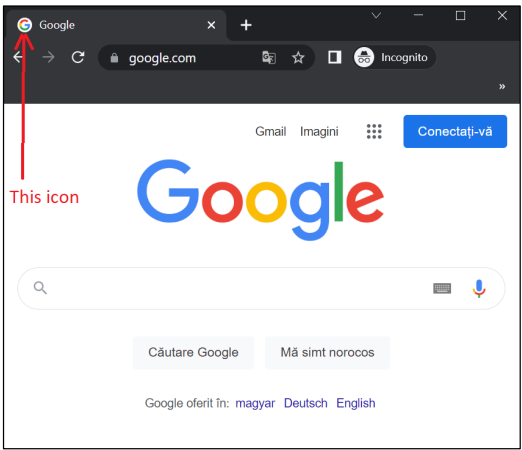 Google
google.com
Incognito
»
Gmail Imagini
Conectați-vă
Google
This icon
Căutare Google Mă simt norocos
Google oferit în: magyar Deutsch English